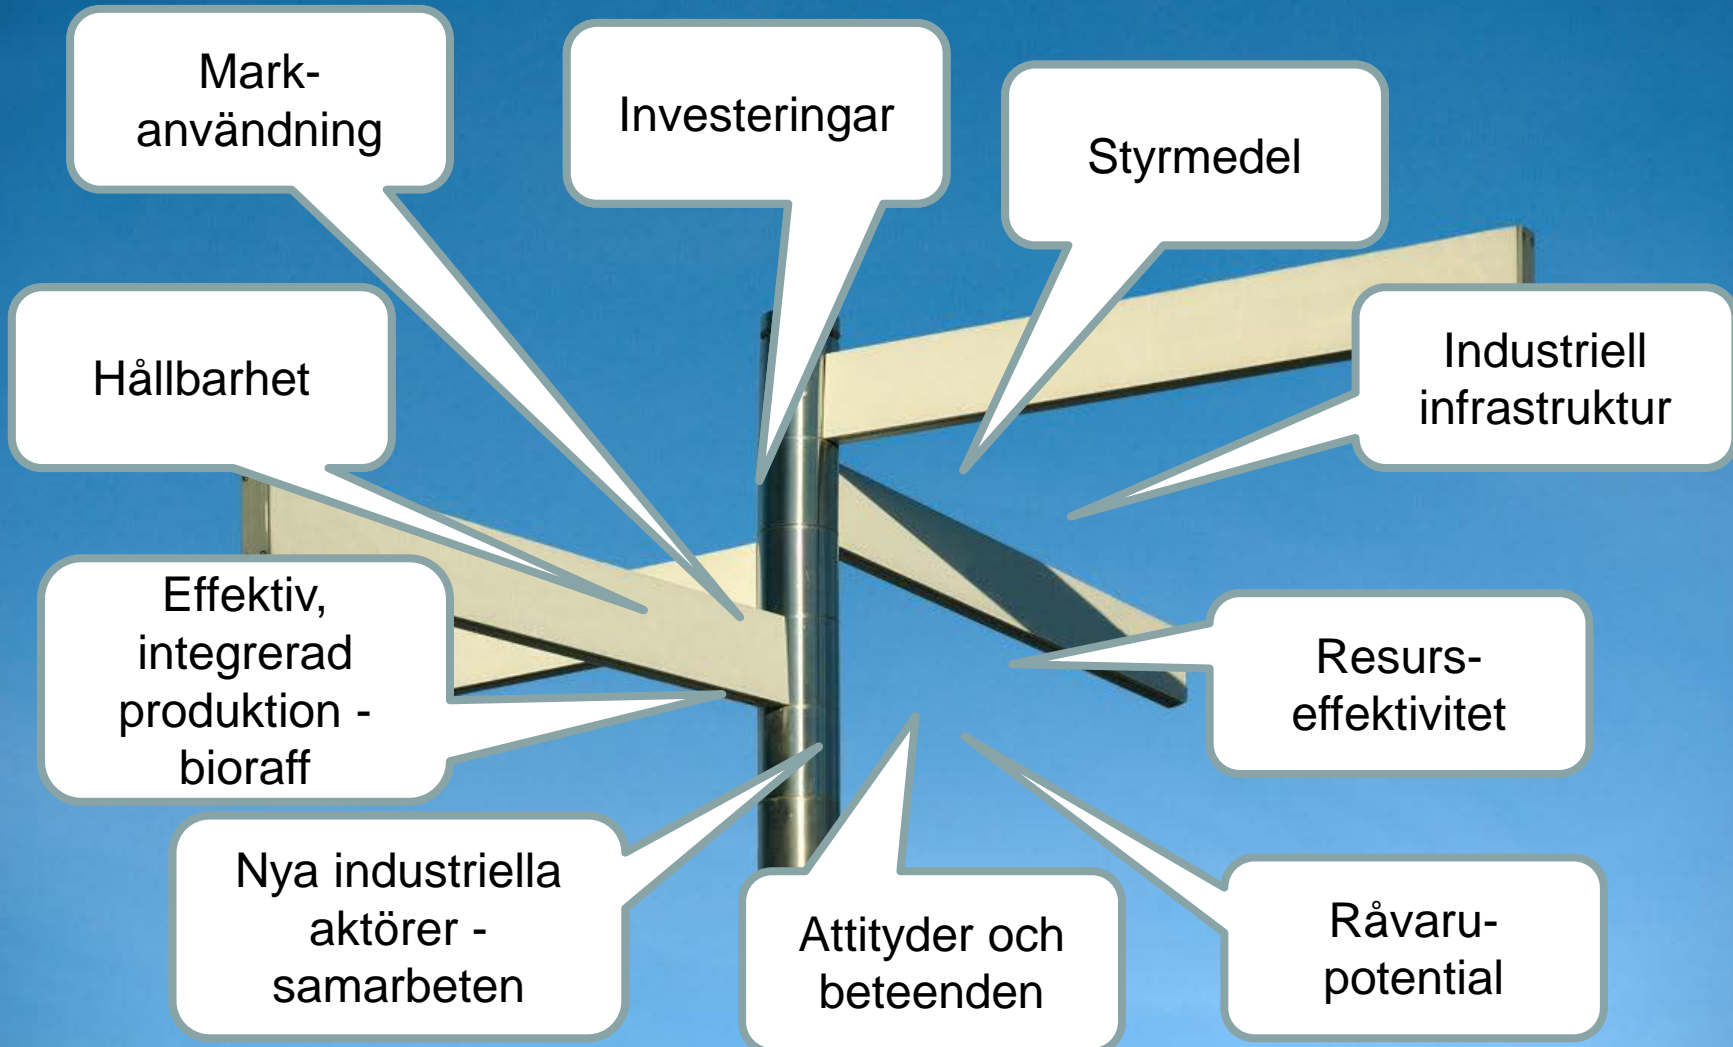 Mark-
användning
Investeringar
Styrmedel
Hållbarhet
Industriell
infrastruktur
Effektiv,
integrerad
produktion -
bioraff
Resurs-
effektivitet
Nya industriella
aktörer -
samarbeten
Attityder och
beteenden
Råvaru-
potential